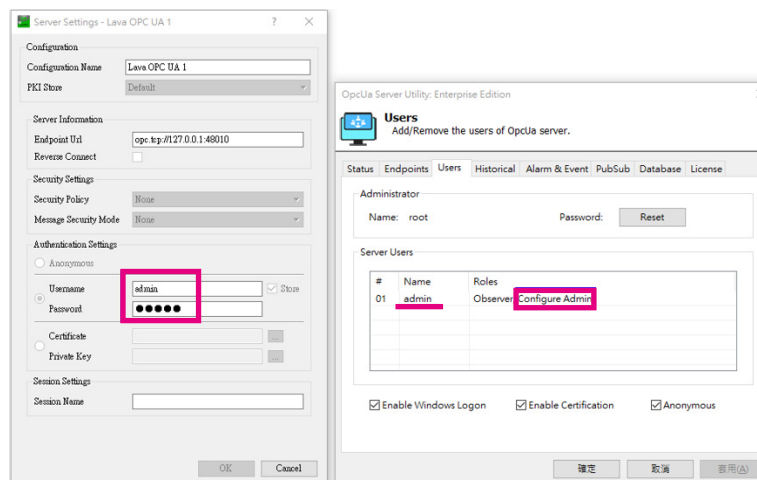 Server Settings - Lava OPC UA 1
Configuration
Configuration Name Lava OPC UA 1
PKI Store Default
Server Information
Endpoint Url opc.tcp://127.0.0.1:48010
Reverse Connect
Security Settings
Security Policy None
Message Security Mode None
Authentication Settings
Anonymous
Username admin Store
Password
Certificate ...
Private Key ...
Session Settings
Session Name
OK Cancel
OpcUa Server Utility: Enterprise Edition
Users
Add/Remove the users of OpcUa server.
Status Endpoints Users Historical Alarm & Event PubSub Database License
Administrator
Name: root Password: Reset
Server Users
# Name Roles
01 admin Observer Configure Admin
Enable Windows Logon Enable Certification Anonymous
確定 取消 套用(A)